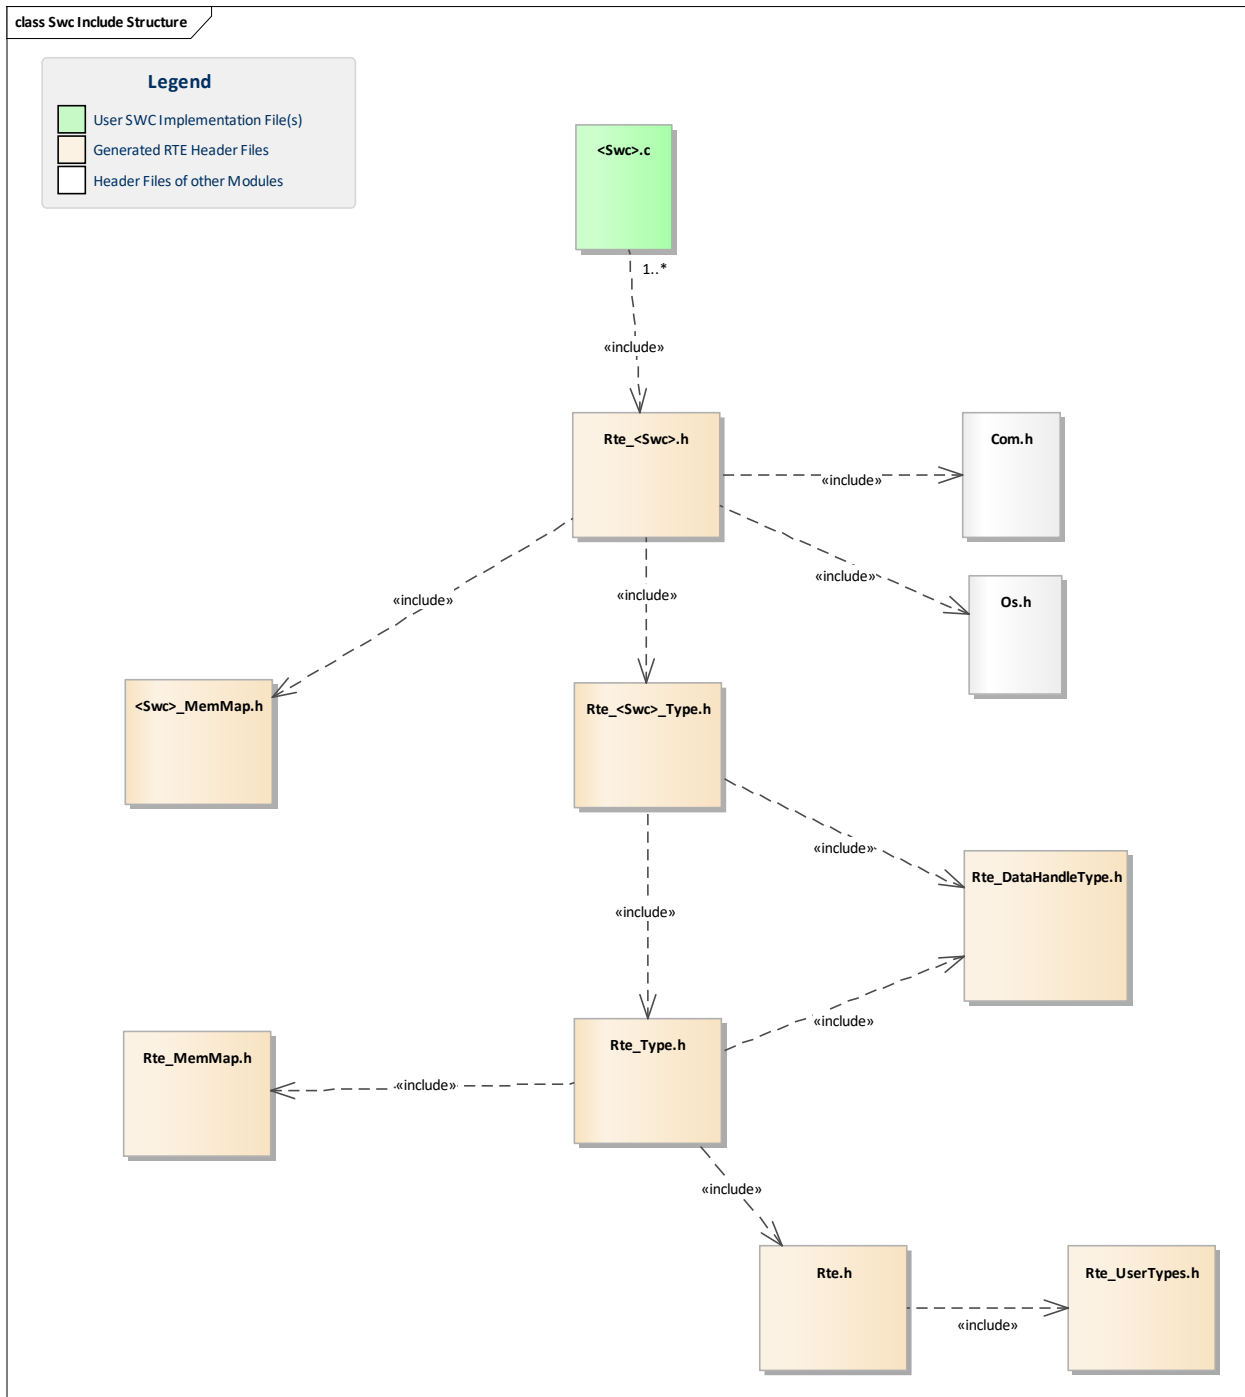 class Swc Include Structure
Legend
User SWC Implementation File(s)
Generated RTE Header Files
Header Files of other Modules
<Swc>.c
1..*
«include»
Rte_<Swc>.h
Com.h
«include»
Os.h
«include»
«include»
«include»
<Swc>_MemMap.h
Rte_<Swc>_Type.h
«include»
Rte_DataHandleType.h
«include»
«include»
Rte_Type.h
Rte_MemMap.h
«include»
«include»
Rte.h
Rte_UserTypes.h
«include»